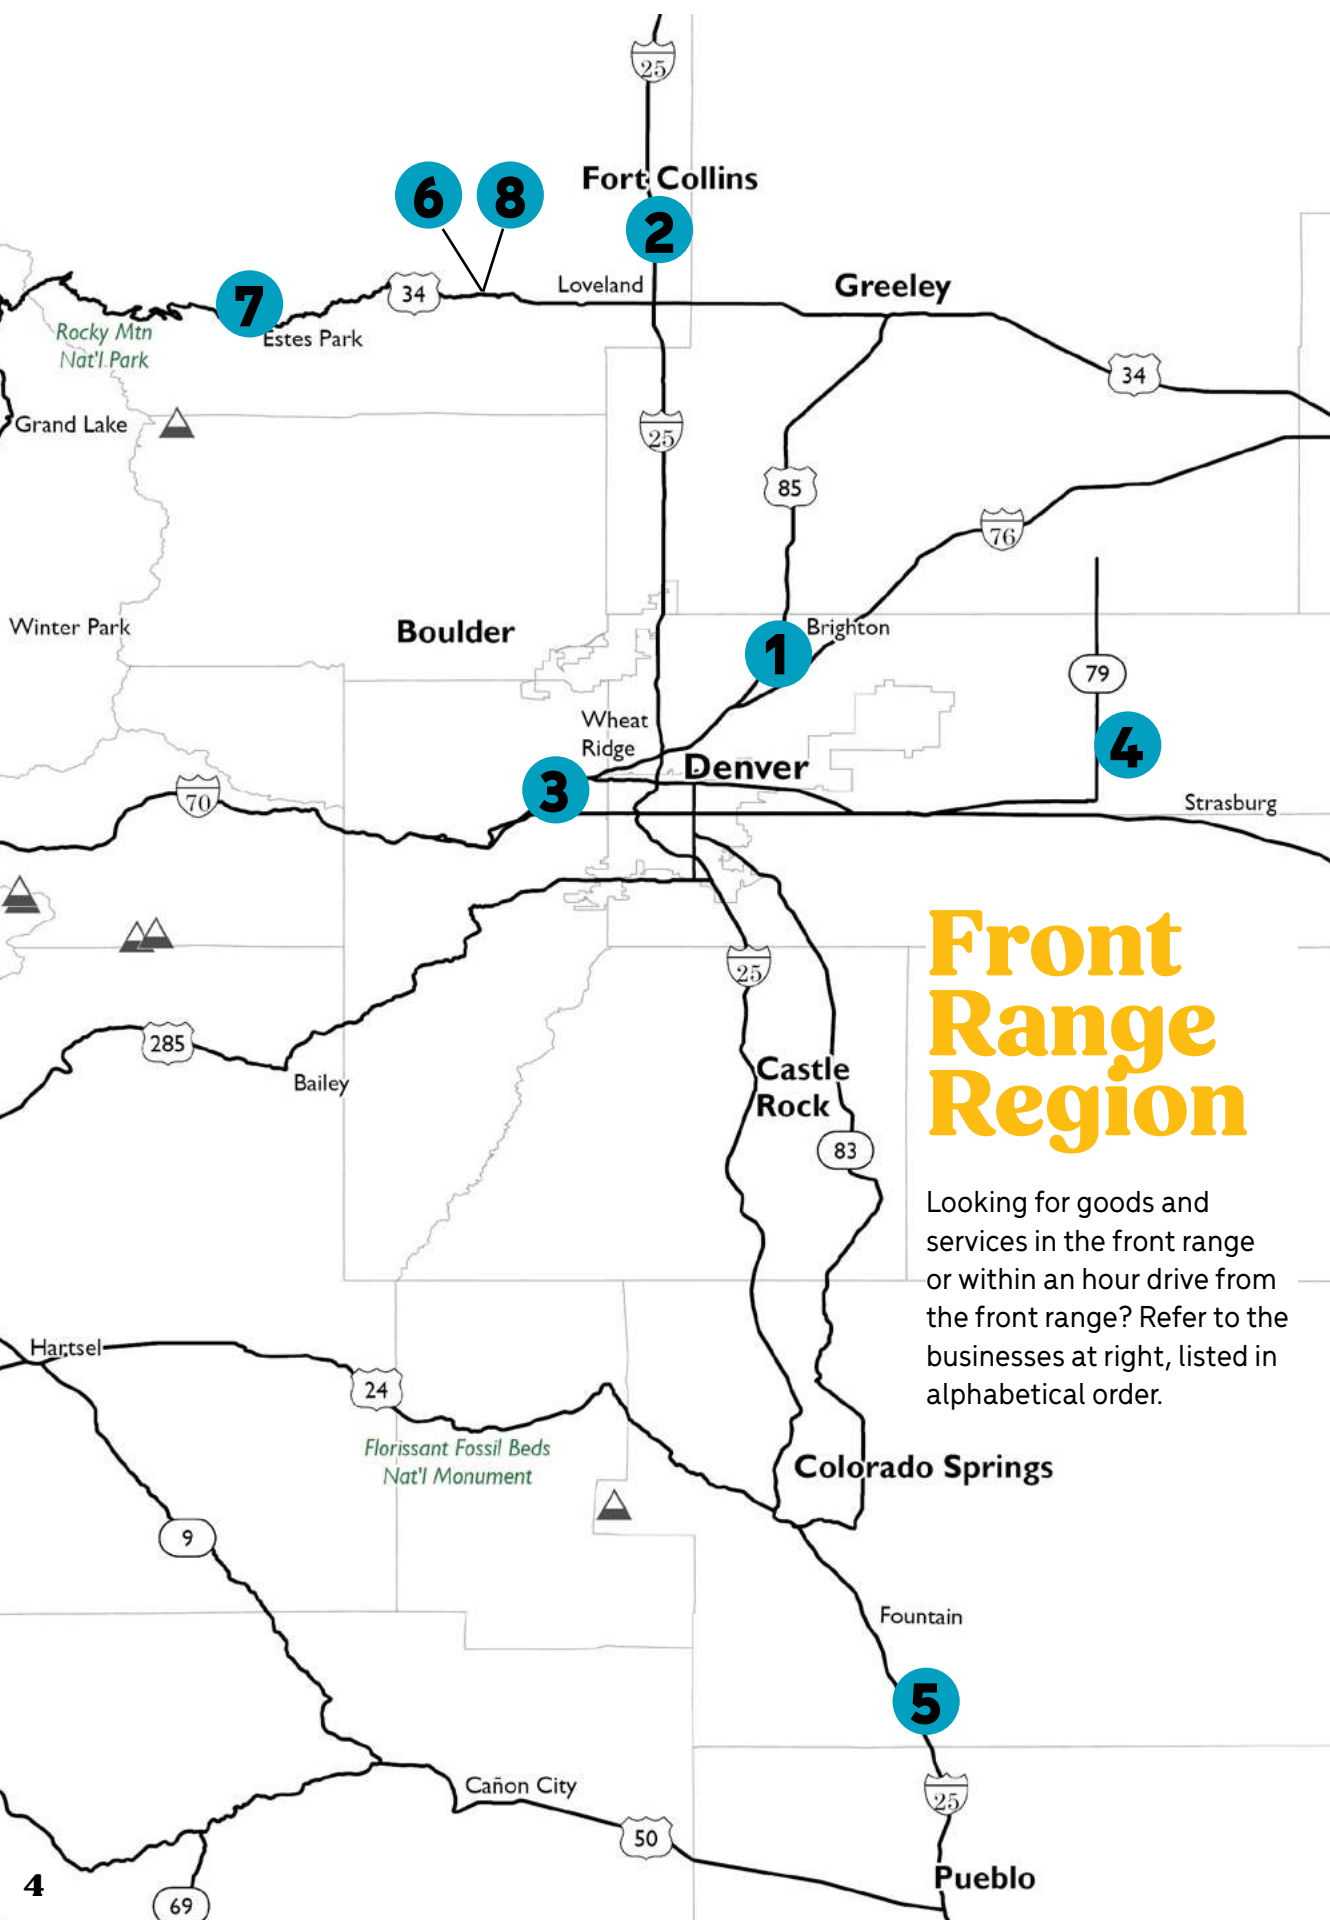 25
Fort Collins
6
8
2
Loveland
Greeley
34
7
Estes Park
Rocky Mtn
Nat'l Park
34
Grand Lake
25
85
76
Winter Park
Boulder
Brighton
1
79
Wheat
Ridge
4
Denver
3
70
Strasburg
Front
Range
Region
25
285
Bailey
Castle
Rock
83
Looking for goods and
services in the front range
or within an hour drive from
the front range? Refer to the
businesses at right, listed in
alphabetical order.
Hartsel
24
Florissant Fossil Beds
Nat'l Monument
Colorado Springs
9
Fountain
5
Cañon City
25
50
Pueblo
4
69